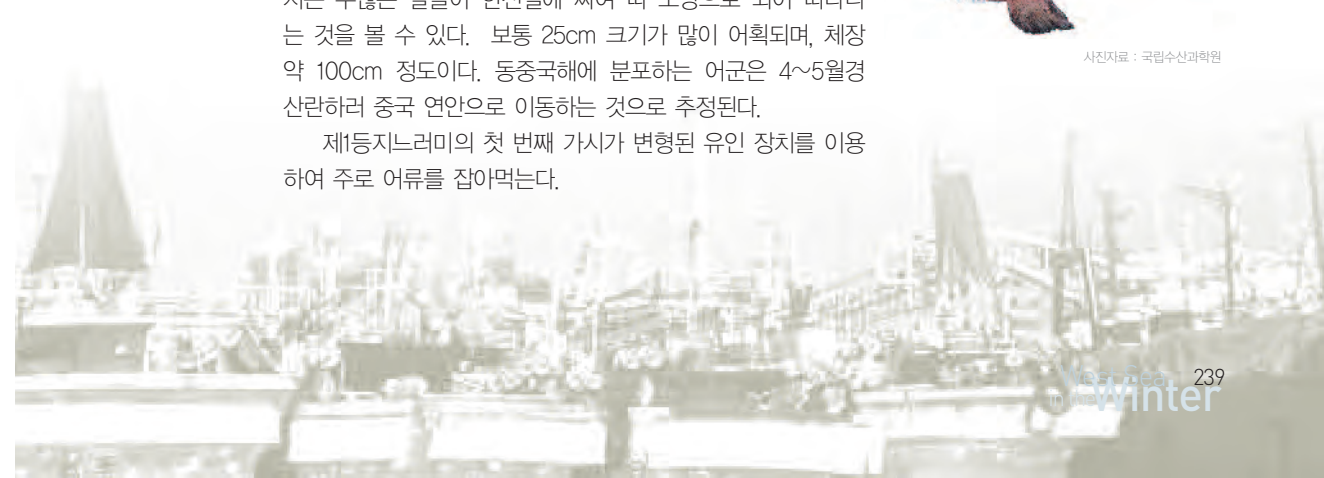 는 것을 볼 수 있다. 보통 25cm 크기가 많이 어획되며, 체장
약 100cm 정도이다. 동중국해에 분포하는 어군은 4~5월경
산란하러 중국 연안으로 이동하는 것으로 추정된다.
제1등지느러미의 첫 번째 가시가 변형된 유인 장치를 이용
하여 주로 어류를 잡아먹는다.
사진자료 : 국립수산과학원
239
Winter